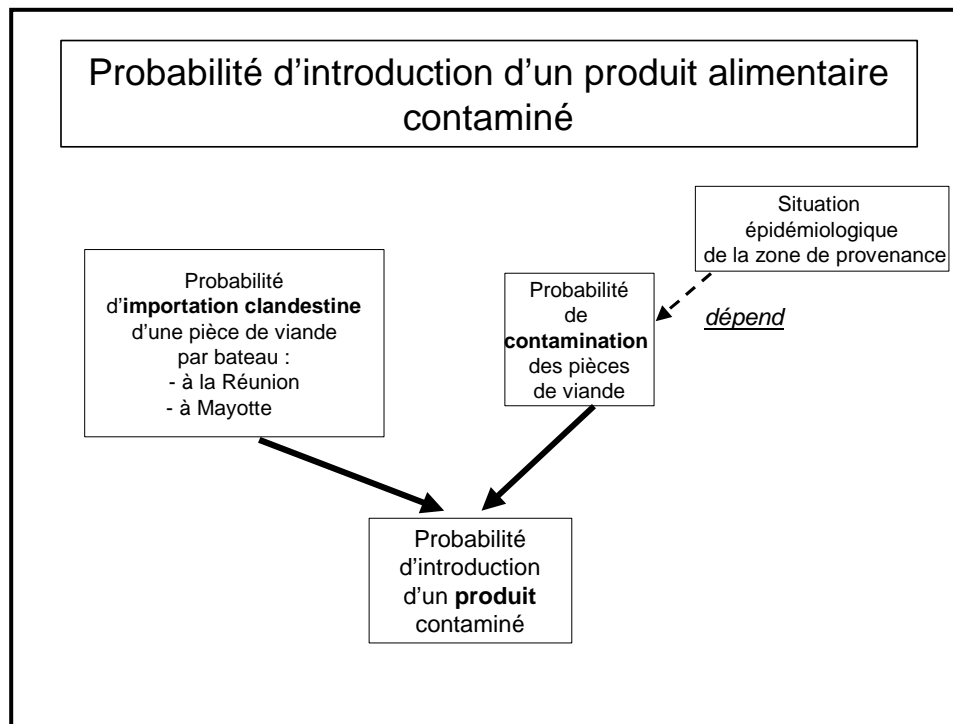 Probabilité d’introduction d’un produit alimentaire
contaminé
Situation
épidémiologique
de la zone de provenance
Probabilité
d’importation clandestine
d’une pièce de viande
par bateau :
- à la Réunion
- à Mayotte
Probabilité
de
contamination
des pièces
de viande
dépend
Probabilité
d’introduction
d’un produit
contaminé